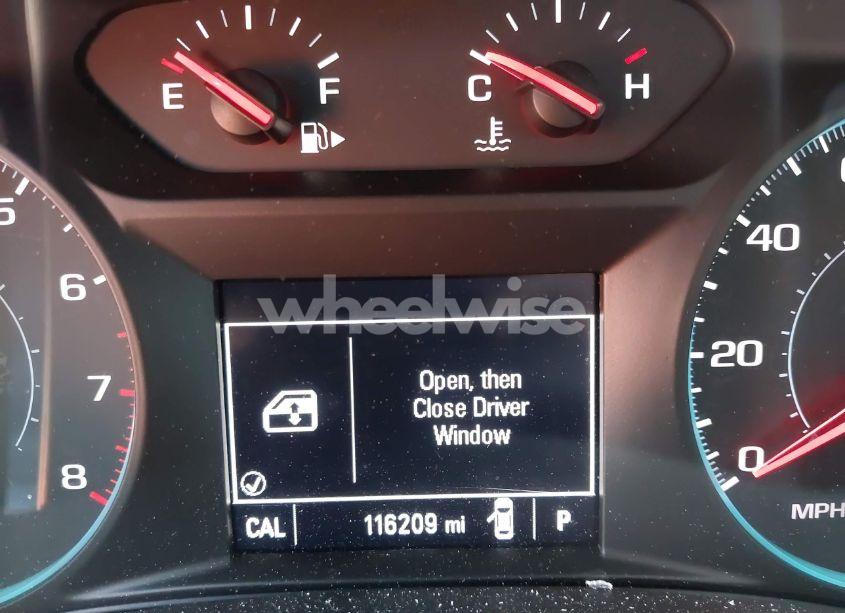 E F
C H
5
6
7
8
40
20
0
MPH
wheelwise
Open, then
Close Driver
Window
CAL 116209 mi P